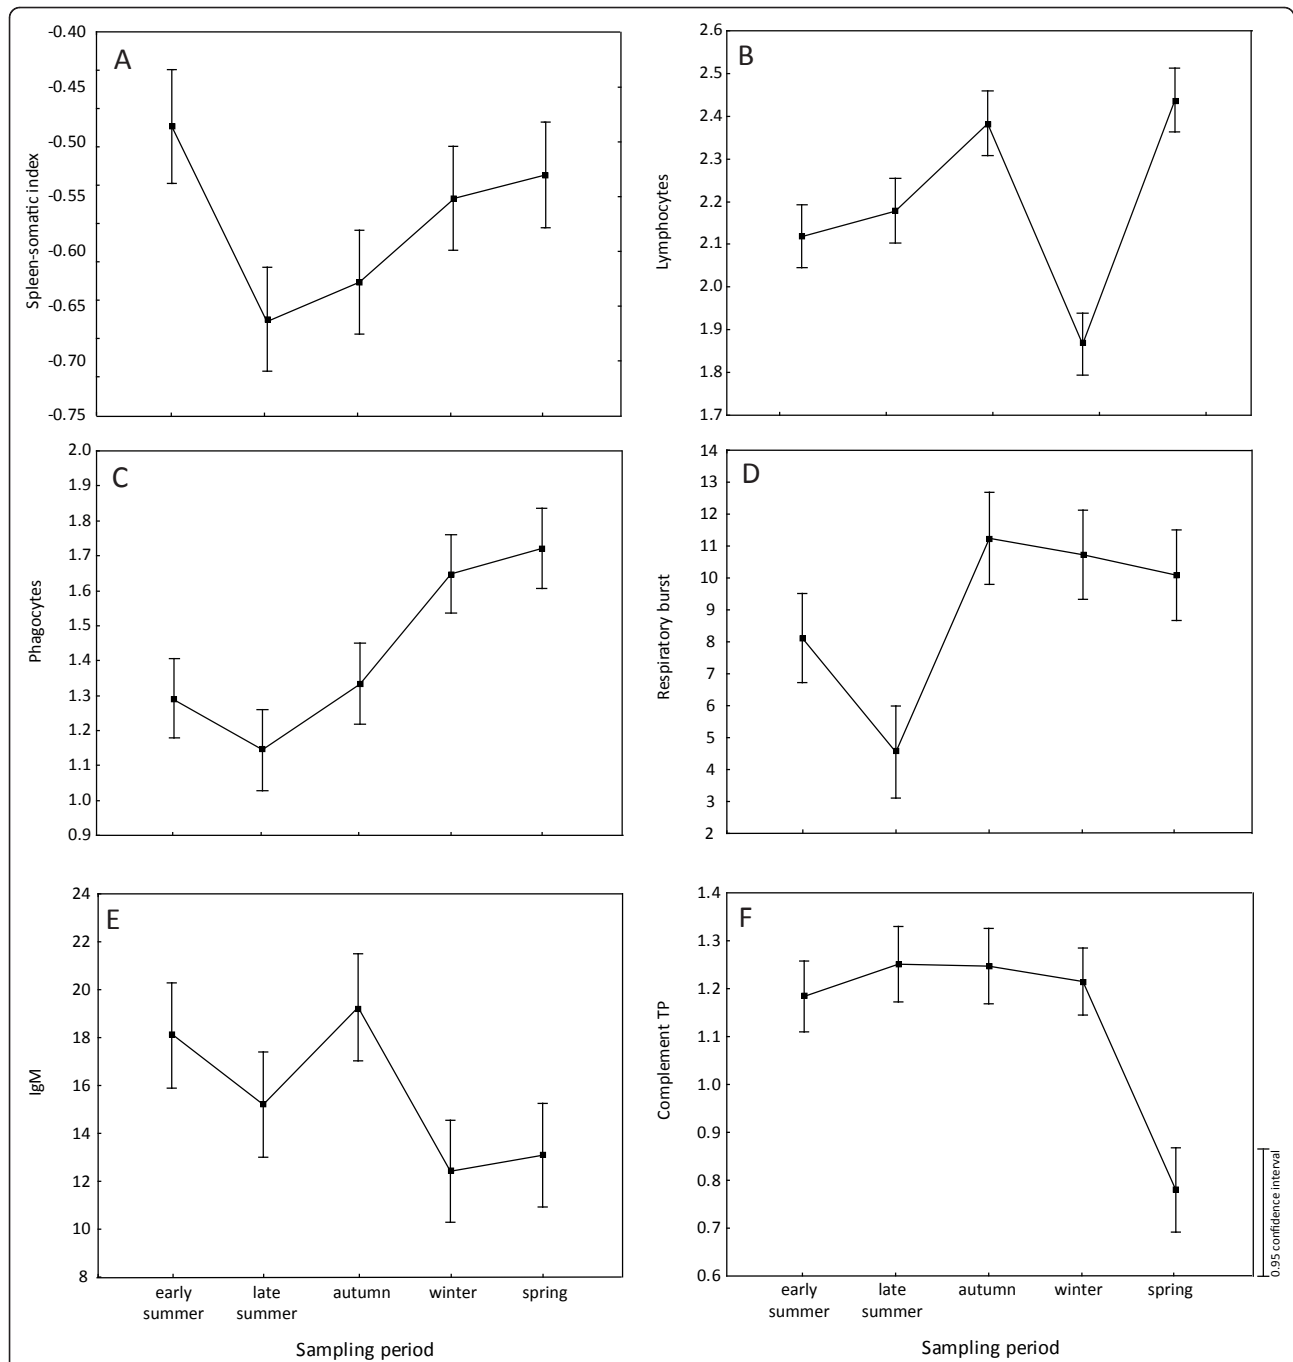 A
-0.40
-0.45
-0.50
-0.55
-0.60
-0.65
-0.70
-0.75
Spleen-somatic index
B
2.6
2.5
2.4
2.3
2.2
2.1
2.0
1.9
1.8
1.7
Lymphocytes
C
2.0
1.9
1.8
1.7
1.6
1.5
1.4
1.3
1.2
1.1
1.0
0.9
Phagocytes
D
14
13
12
11
10
9
8
7
6
5
4
3
2
Respiratory burst
E
24
22
20
18
16
14
12
10
8
IgM
early summer
late summer
autumn
winter
spring
Sampling period
F
1.4
1.3
1.2
1.1
1.0
0.9
0.8
0.7
0.6
Complement TP
early summer
late summer
autumn
winter
spring
Sampling period
0.95 confidence interval